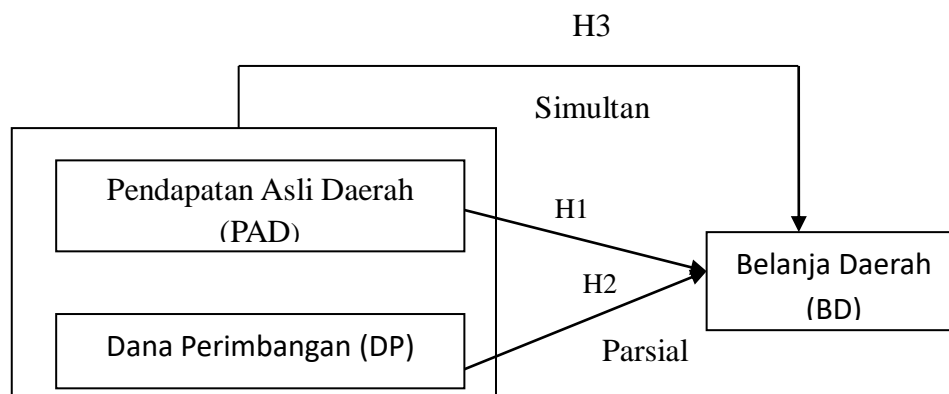 H3
Simultan
Pendapatan Asli Daerah
(PAD)
H1
Belanja Daerah
(BD)
H2
Dana Perimbangan (DP)
Parsial